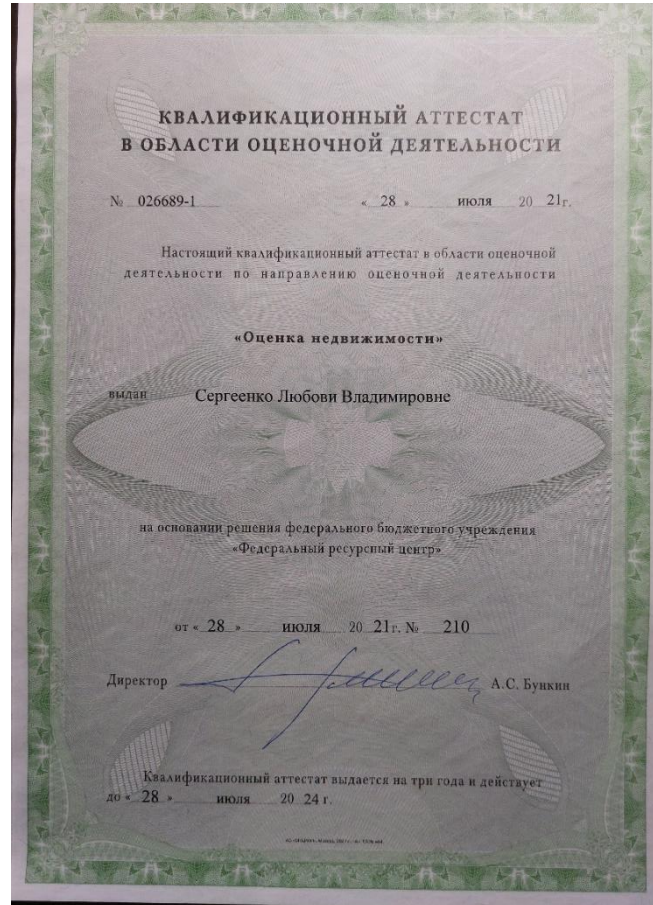 КВАЛИФИКАЦИОННЫЙ АТТЕСТАТ
В ОБЛАСТИ ОЦЕНОЧНОЙ ДЕЯТЕЛЬНОСТИ
№ 026689-1 « 28 » июля 20 21г.
Настоящий квалификационный аттестат в области оценочной
деятельности по направлению оценочной деятельности
«Оценка недвижимости»
выдан Сергеенко Любови Владимировне
на основании решения федерального бюджетного учреждения
«Федеральный ресурсный центр»
от « 28 » июля 20 21г. № 210
Директор А.С. Бункин
Квалификационный аттестат выдается на три года и действует
до « 28 » июля 20 24 г.